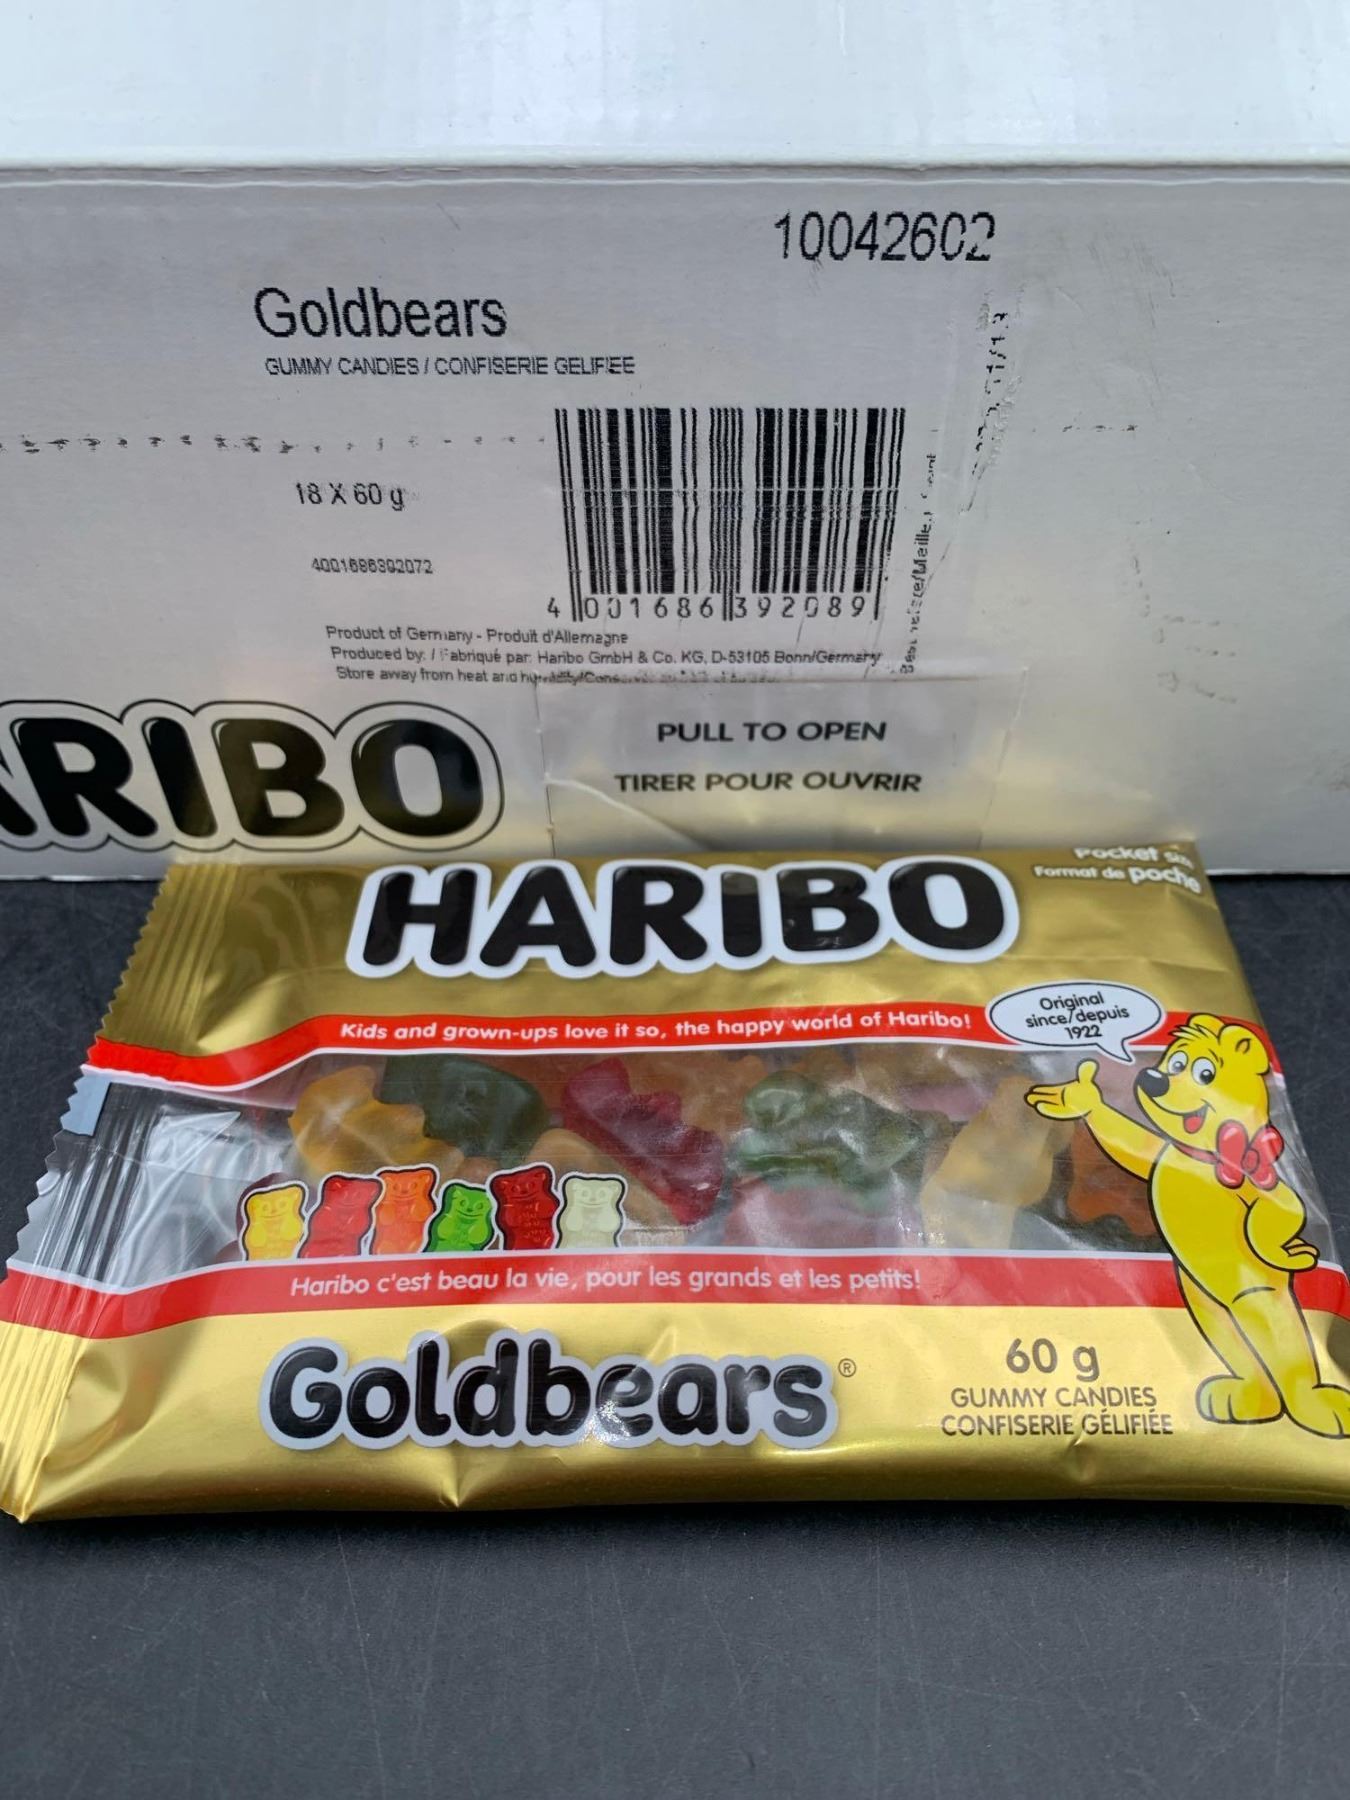 10042602
Goldbears
GUMMY CANDIES / CONFISERIE GELIFIEE
18 X 60 g
4001686392072
4 001686 392089
Product of Germany - Produit d'Allemagne
Produced by: / Fabriqué par: Haribo GmbH & Co. KG, D-53105 Bonn/Germany
Store away from heat and humidity/Conserver
RIBO
PULL TO OPEN
TIRER POUR OUVRIR
Pocket size
Format de poche
HARIBO
Original
since/depuis
1922
Kids and grown-ups love it so, the happy world of Haribo!
Haribo c'est beau la vie, pour les grands et les petits!
Goldbears®
60 g
GUMMY CANDIES
CONFISERIE GÉLIFIÉE